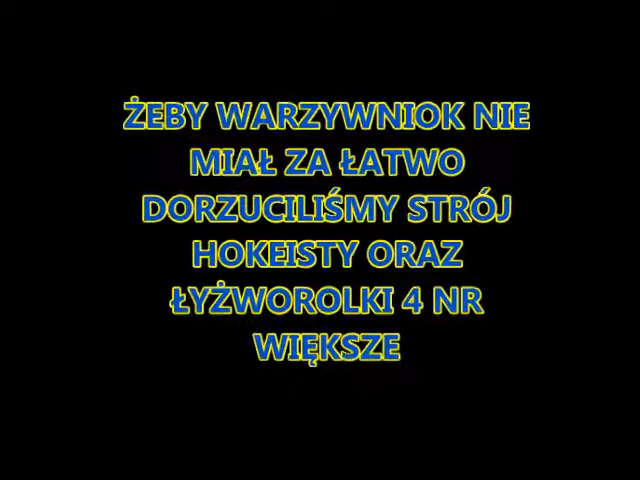 ŻEBY WARZYWNIOK NIE
MIAŁ ZA ŁATWO
DORZUCILIŚMY STRÓJ
HOKEISTY ORAZ
ŁYŻWOROLKI 4 NR
WIĘKSZE